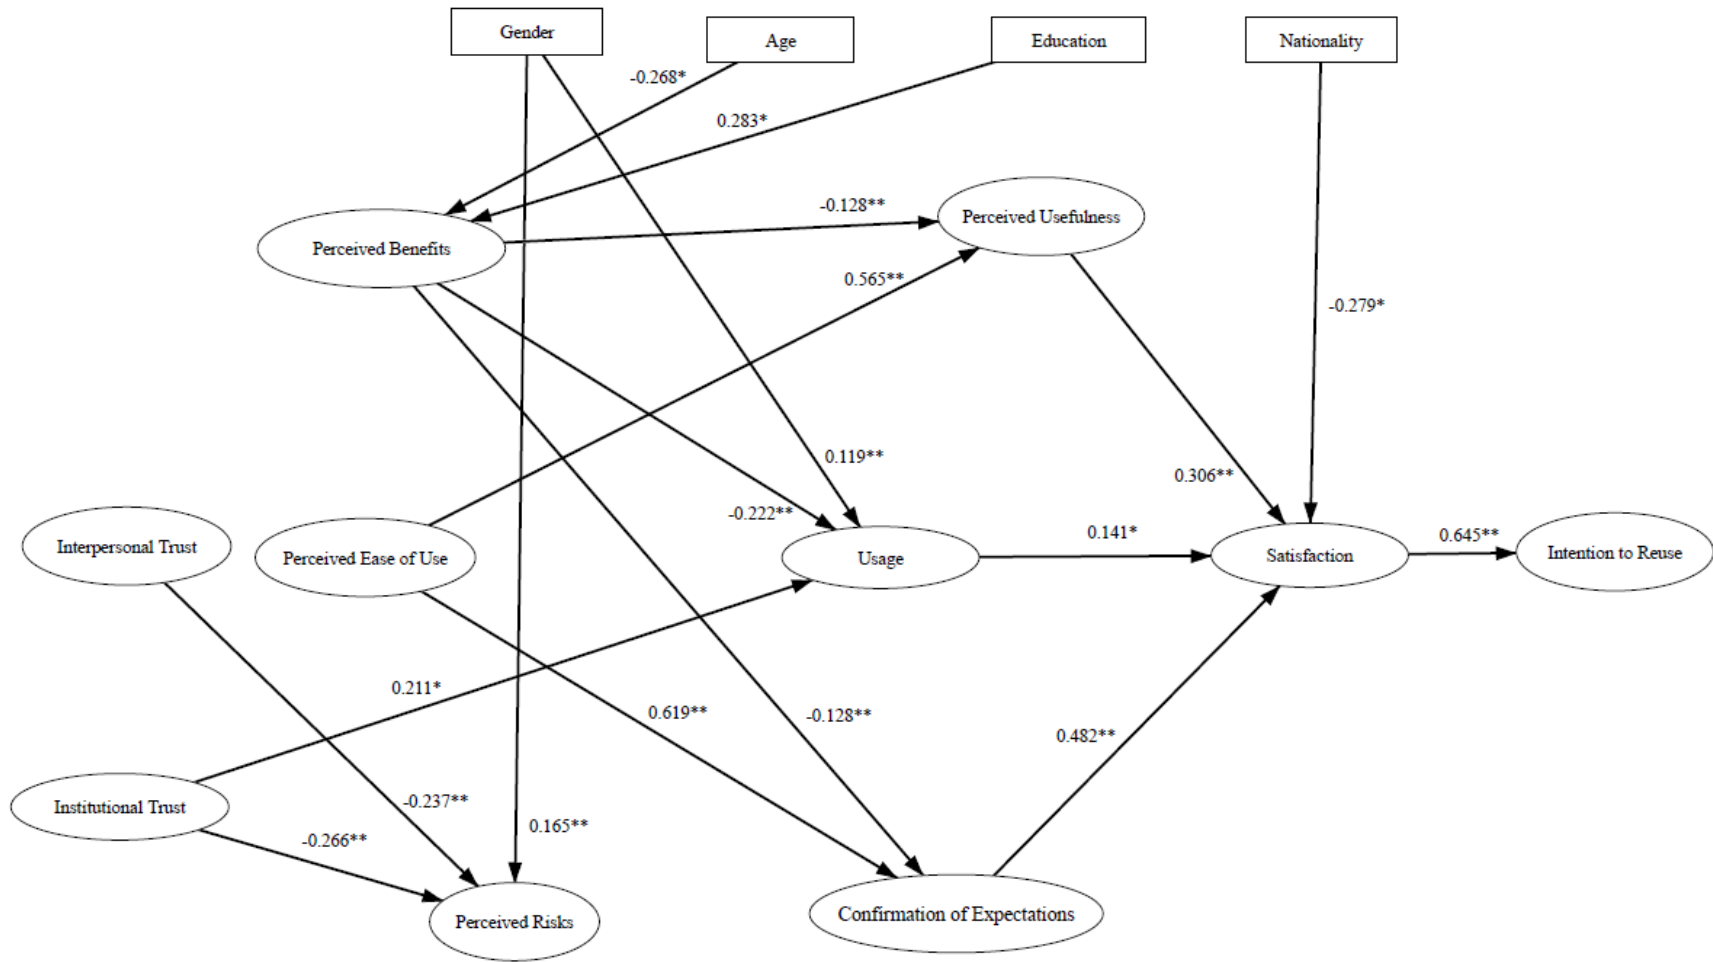 Gender
Age
Education
Nationality
-0.268*
0.283*
Perceived Benefits
-0.128**
Perceived Usefulness
0.565**
-0.279*
0.119**
0.306**
-0.222**
Interpersonal Trust
Perceived Ease of Use
Usage
0.141*
Satisfaction
0.645**
Intention to Reuse
0.211*
0.619**
-0.128**
0.482**
Institutional Trust
-0.237**
-0.266**
0.165**
Perceived Risks
Confirmation of Expectations